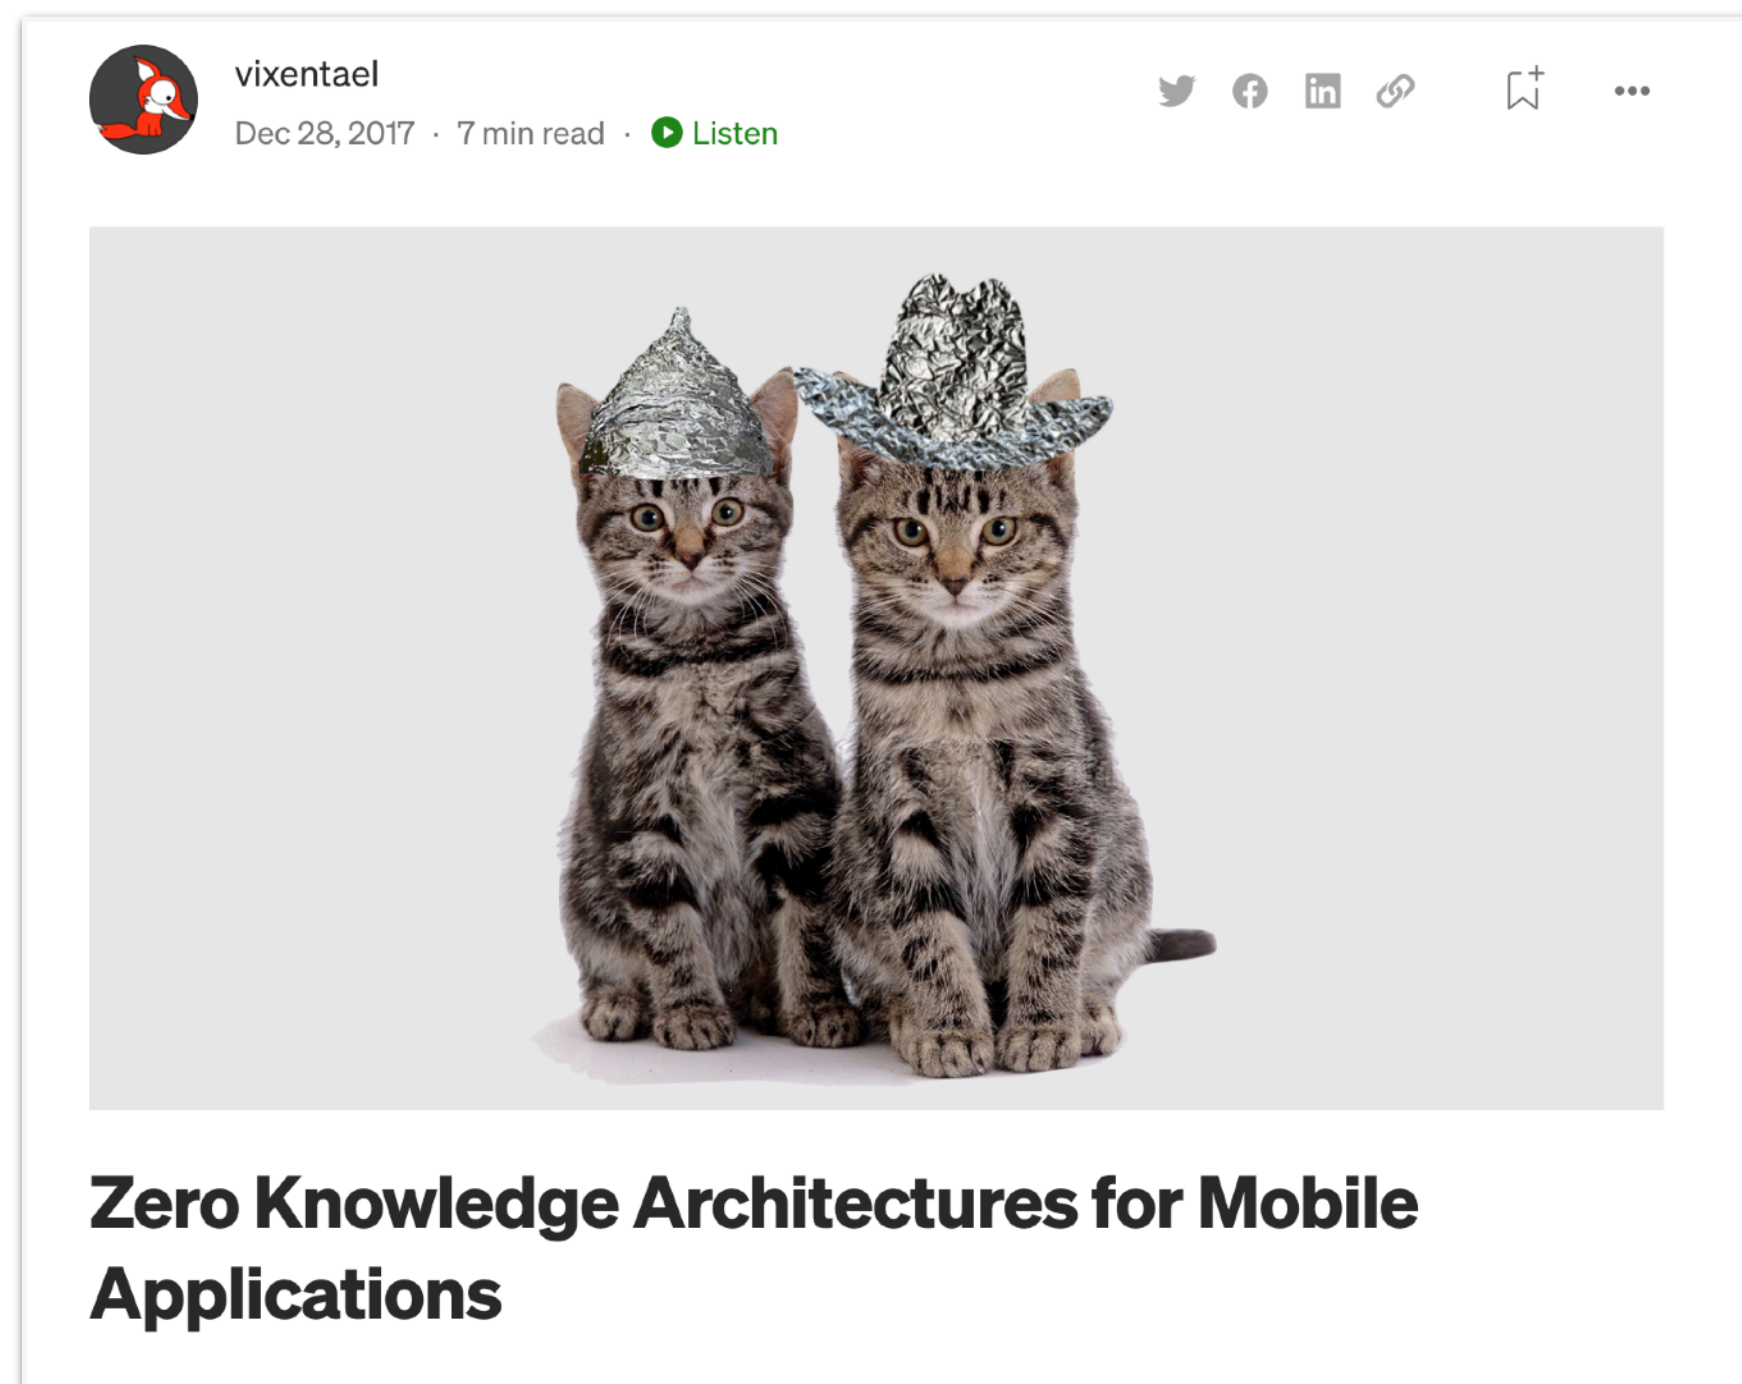 vixentael
Dec 28, 2017 · 7 min read · Listen
Zero Knowledge Architectures for Mobile
Applications